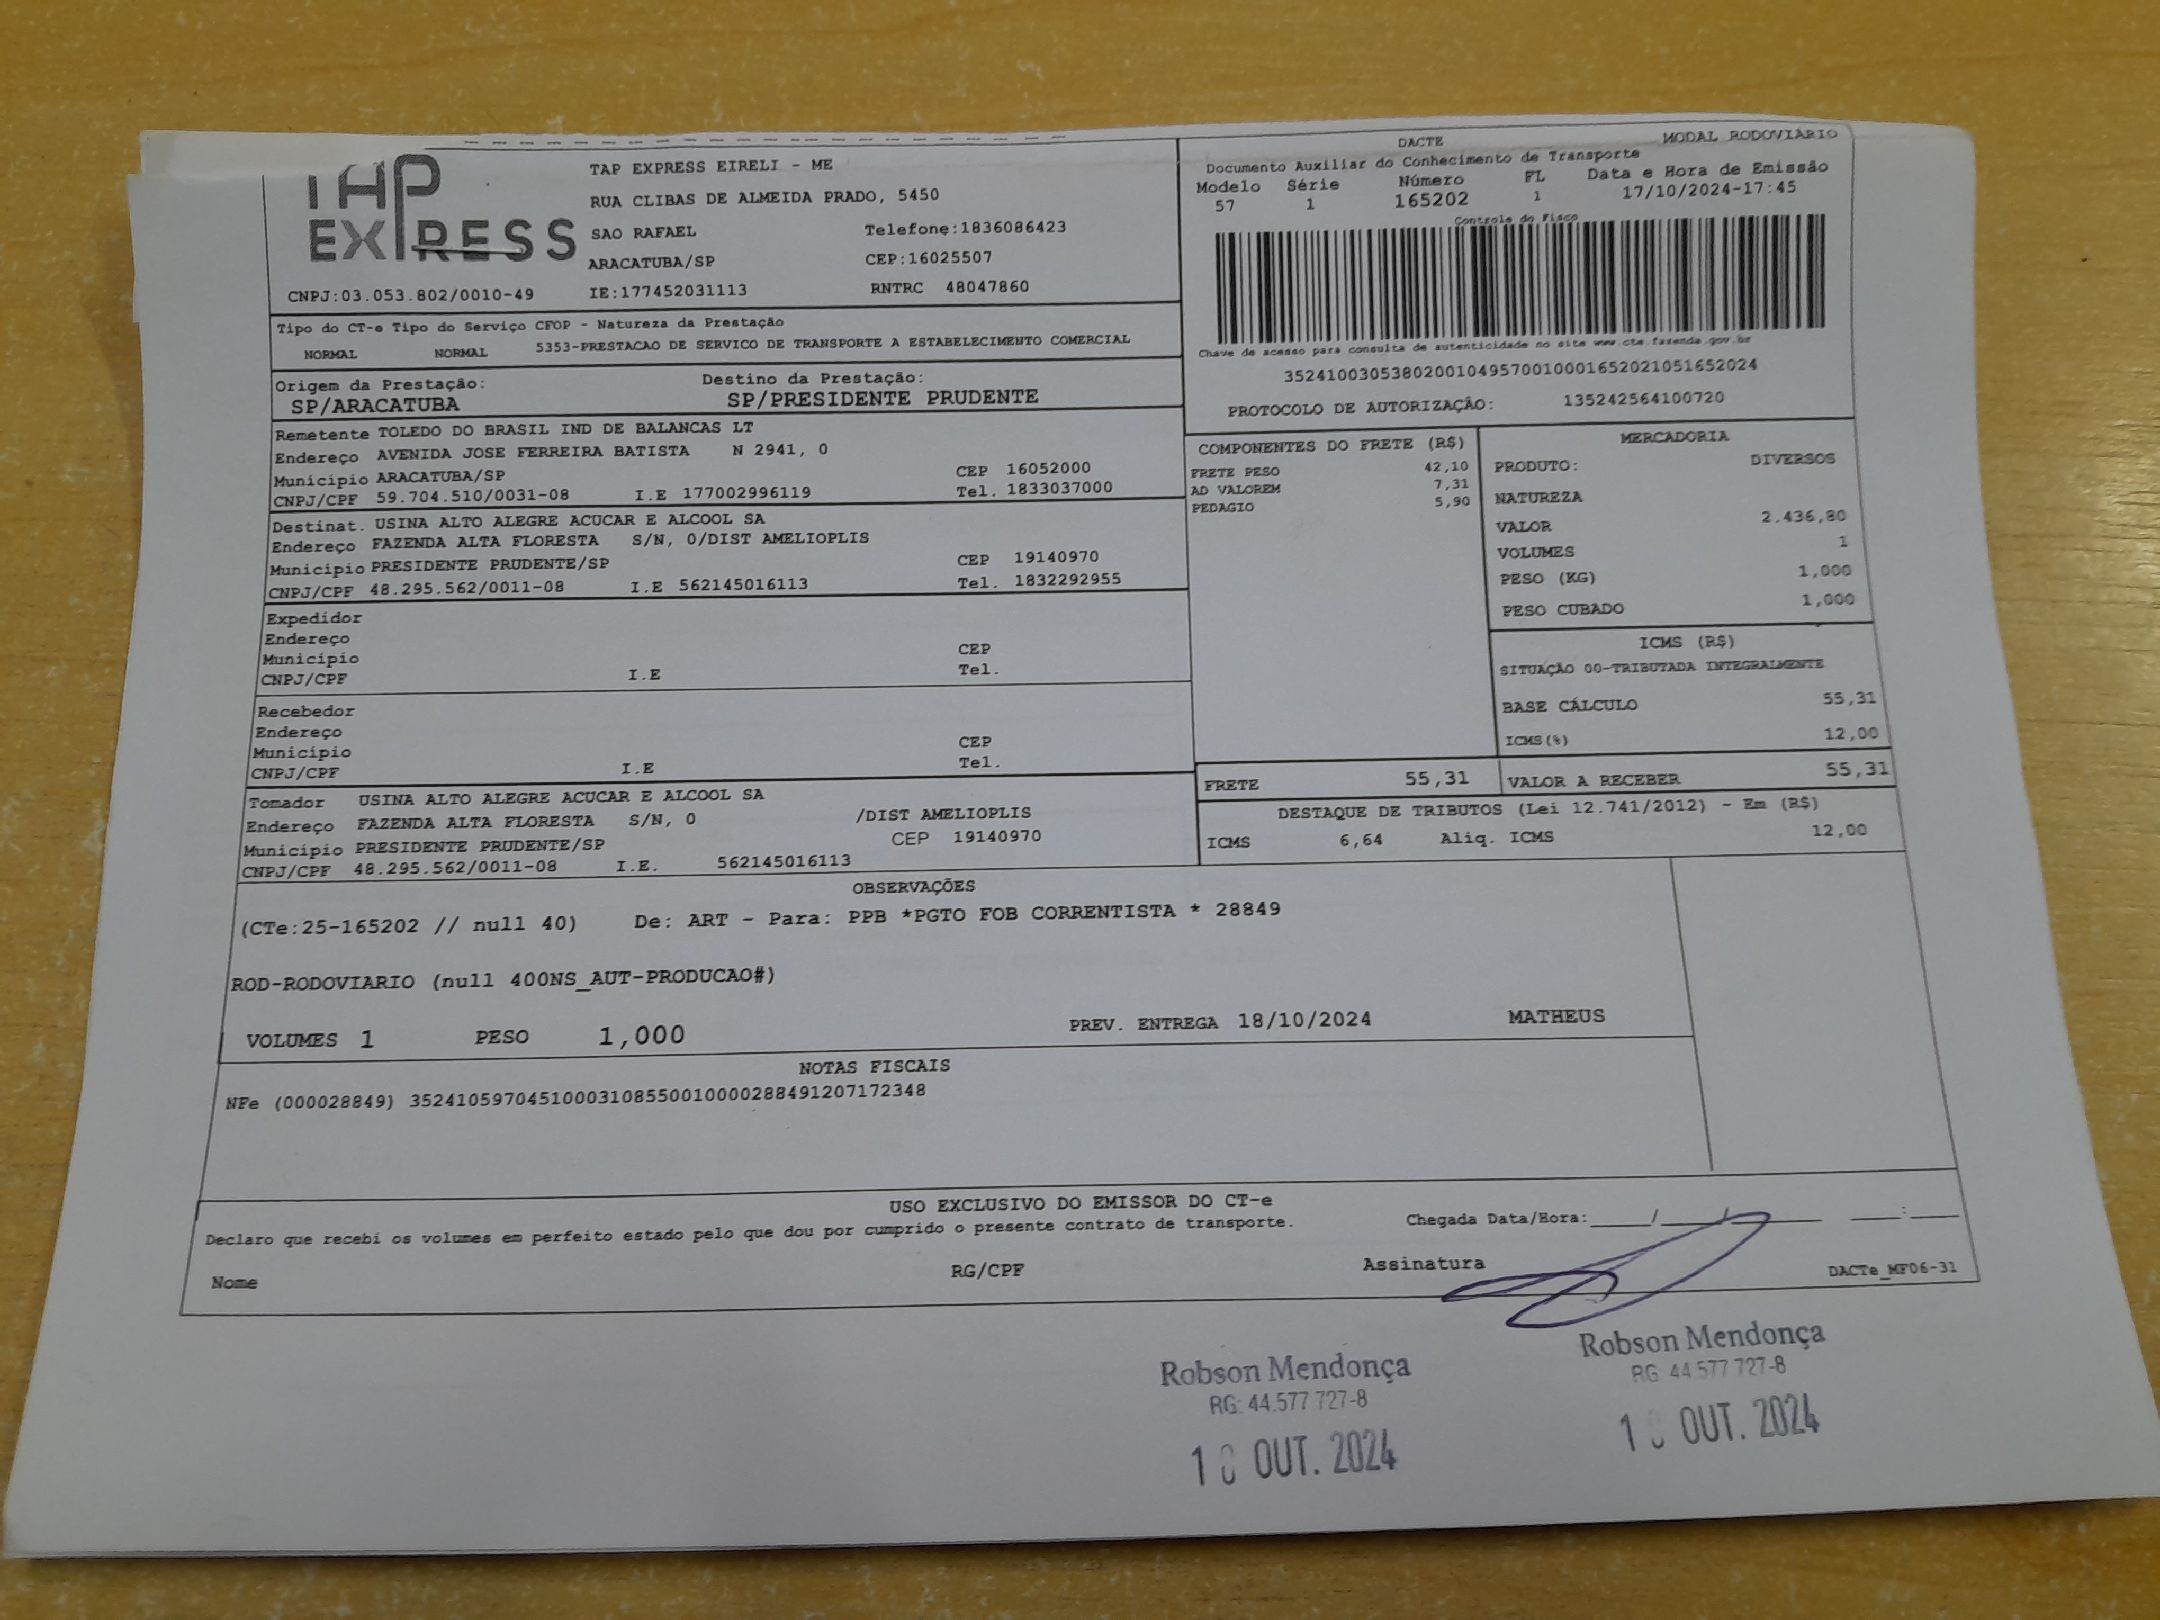 TAP
EXPRESS
CNPJ:03.053.802/0010-49
TAP EXPRESS EIRELI - ME
RUA CLIBAS DE ALMEIDA PRADO, 5450
SAO RAFAEL Telefone:1836086423
ARACATUBA/SP CEP:16025507
IE:177452031113 RNTRC 48047860
DACTE MODAL RODOVIÁRIO
Documento Auxiliar do Conhecimento de Transporte
Modelo Série Número FL Data e Hora de Emissão
57 1 165202 1 17/10/2024-17:45
Controle do Fisco
Chave de acesso para consulta de autenticidade no site www.cte.fazenda.gov.br
35241003053802001049570010001652021051652024
PROTOCOLO DE AUTORIZAÇÃO: 135242564100720
Tipo do CT-e Tipo do Serviço CFOP - Natureza da Prestação
NORMAL NORMAL 5353-PRESTACAO DE SERVICO DE TRANSPORTE A ESTABELECIMENTO COMERCIAL
Origem da Prestação: Destino da Prestação:
SP/ARACATUBA SP/PRESIDENTE PRUDENTE
Remetente TOLEDO DO BRASIL IND DE BALANCAS LT
Endereço AVENIDA JOSE FERREIRA BATISTA N 2941, 0
Município ARACATUBA/SP CEP 16052000
CNPJ/CPF 59.704.510/0031-08 I.E 177002996119 Tel. 1833037000
Destinat. USINA ALTO ALEGRE ACUCAR E ALCOOL SA
Endereço FAZENDA ALTA FLORESTA S/N, 0/DIST AMELIOPLIS
Município PRESIDENTE PRUDENTE/SP CEP 19140970
CNPJ/CPF 48.295.562/0011-08 I.E 562145016113 Tel. 1832292955
Expedidor
Endereço
Município CEP
CNPJ/CPF I.E Tel.
Recebedor
Endereço
Município CEP
CNPJ/CPF I.E Tel.
Tomador USINA ALTO ALEGRE ACUCAR E ALCOOL SA
Endereço FAZENDA ALTA FLORESTA S/N, 0 /DIST AMELIOPLIS
Município PRESIDENTE PRUDENTE/SP CEP 19140970
CNPJ/CPF 48.295.562/0011-08 I.E. 562145016113
COMPONENTES DO FRETE (R$)
FRETE PESO 42,10
AD VALOREM 7,31
PEDAGIO 5,90
MERCADORIA
PRODUTO: DIVERSOS
NATUREZA
VALOR 2.436,80
VOLUMES 1
PESO (KG) 1,000
PESO CUBADO 1,000
ICMS (R$)
SITUAÇÃO 00-TRIBUTADA INTEGRALMENTE
BASE CÁLCULO 55,31
ICMS(%) 12,00
FRETE 55,31 VALOR A RECEBER 55,31
DESTAQUE DE TRIBUTOS (Lei 12.741/2012) - Em (R$)
ICMS 6,64 Aliq. ICMS 12,00
OBSERVAÇÕES
(CTe:25-165202 // null 40) De: ART - Para: PPB *PGTO FOB CORRENTISTA * 28849
ROD-RODOVIARIO (null 400NS_AUT-PRODUCAO#)
VOLUMES 1 PESO 1,000 PREV. ENTREGA 18/10/2024 MATHEUS
NOTAS FISCAIS
NFe (000028849) 35241059704510003108550010000288491207172348
USO EXCLUSIVO DO EMISSOR DO CT-e
Declaro que recebi os volumes em perfeito estado pelo que dou por cumprido o presente contrato de transporte. Chegada Data/Hora:____/____/______ ___:___
Nome RG/CPF Assinatura DACTe_MF06-31
Robson Mendonça
RG: 44.577 727-8
OUT. 2024
Robson Mendonça
RG: 44 577 727-8
OUT. 2024